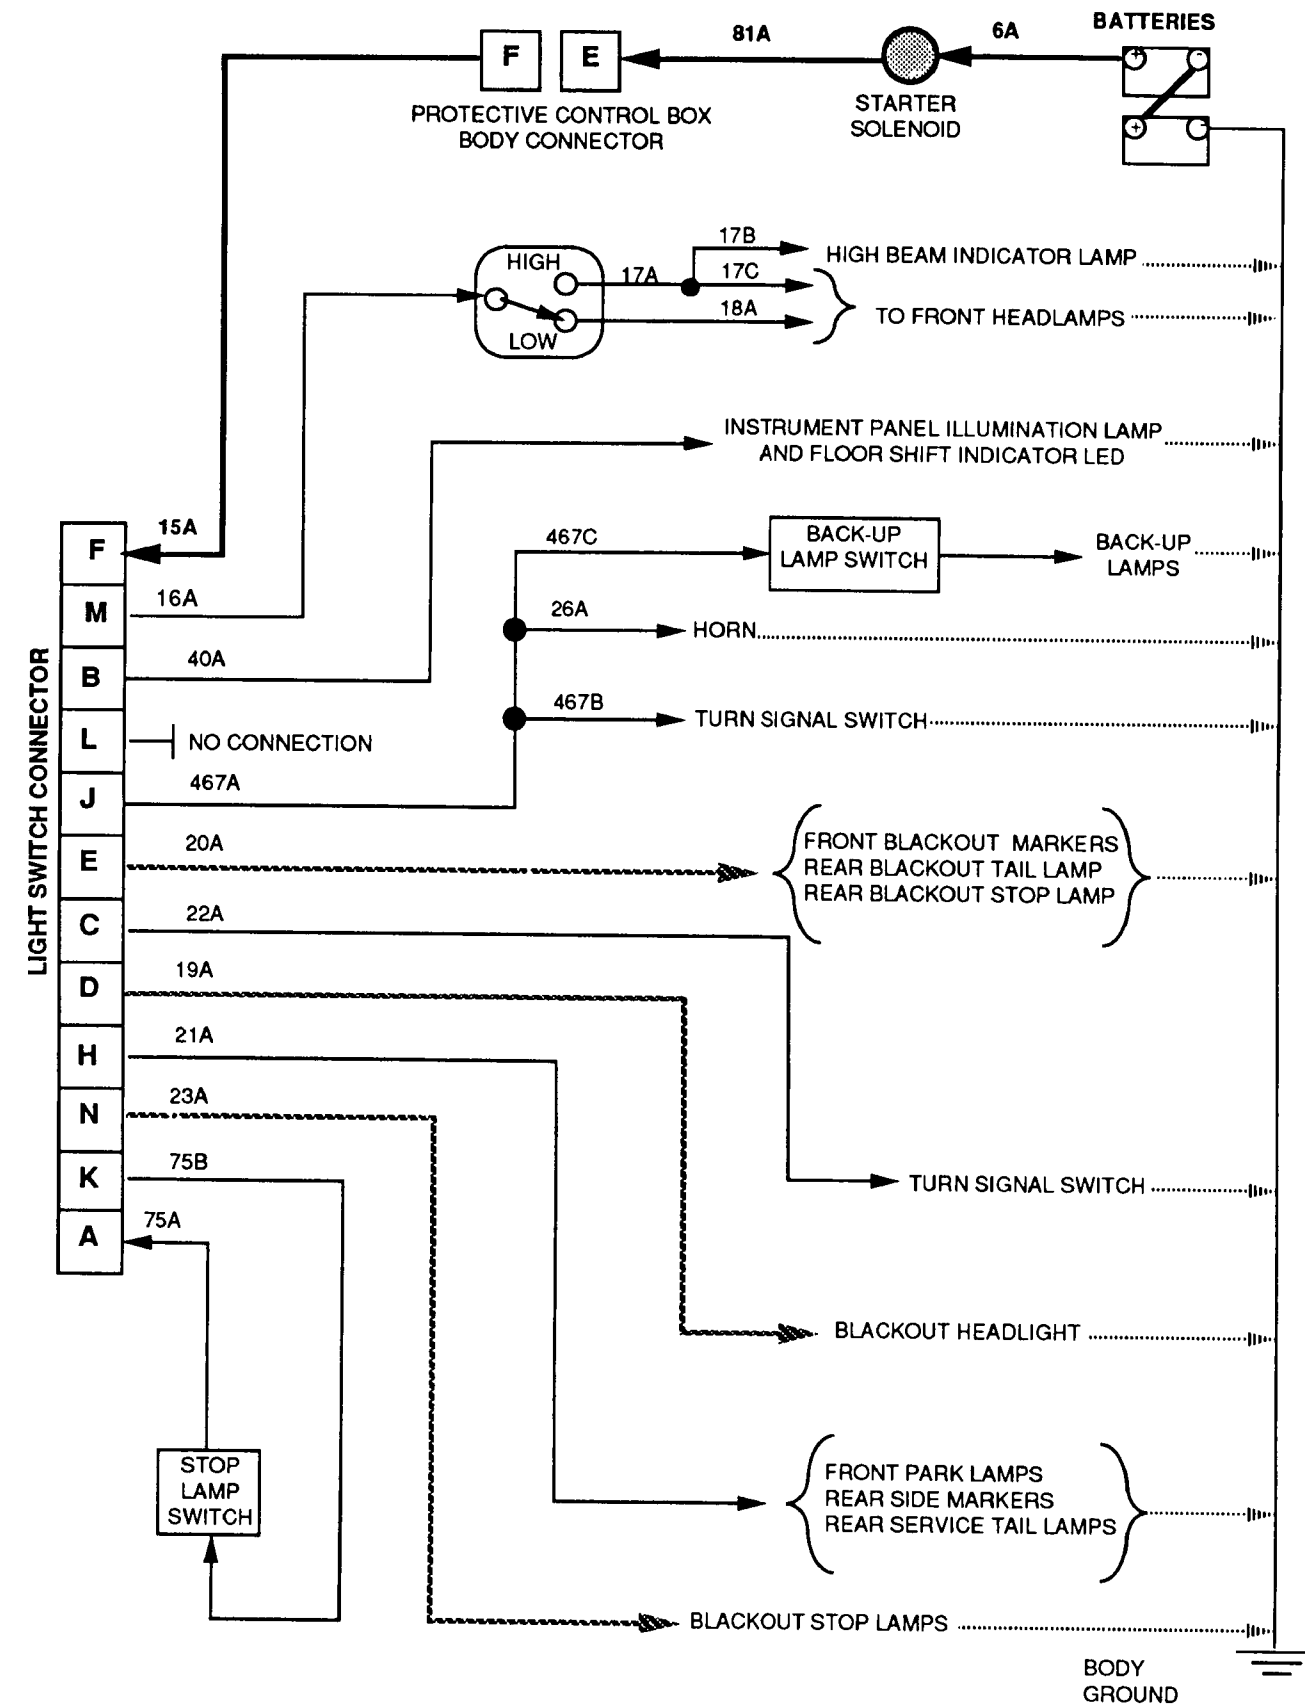 BATTERIES
81A
6A
F
E
+
-
+
-
PROTECTIVE CONTROL BOX
BODY CONNECTOR
STARTER
SOLENOID
17B
HIGH BEAM INDICATOR LAMP
HIGH
17A
17C
18A
TO FRONT HEADLAMPS
LOW
INSTRUMENT PANEL ILLUMINATION LAMP
AND FLOOR SHIFT INDICATOR LED
LIGHT SWITCH CONNECTOR
F
15A
467C
BACK-UP
LAMP SWITCH
BACK-UP
LAMPS
M
16A
26A
HORN
B
40A
467B
TURN SIGNAL SWITCH
L
NO CONNECTION
J
467A
E
20A
FRONT BLACKOUT MARKERS
REAR BLACKOUT TAIL LAMP
REAR BLACKOUT STOP LAMP
C
22A
D
19A
H
21A
N
23A
K
75B
TURN SIGNAL SWITCH
A
75A
BLACKOUT HEADLIGHT
STOP
LAMP
SWITCH
FRONT PARK LAMPS
REAR SIDE MARKERS
REAR SERVICE TAIL LAMPS
BLACKOUT STOP LAMPS
BODY
GROUND